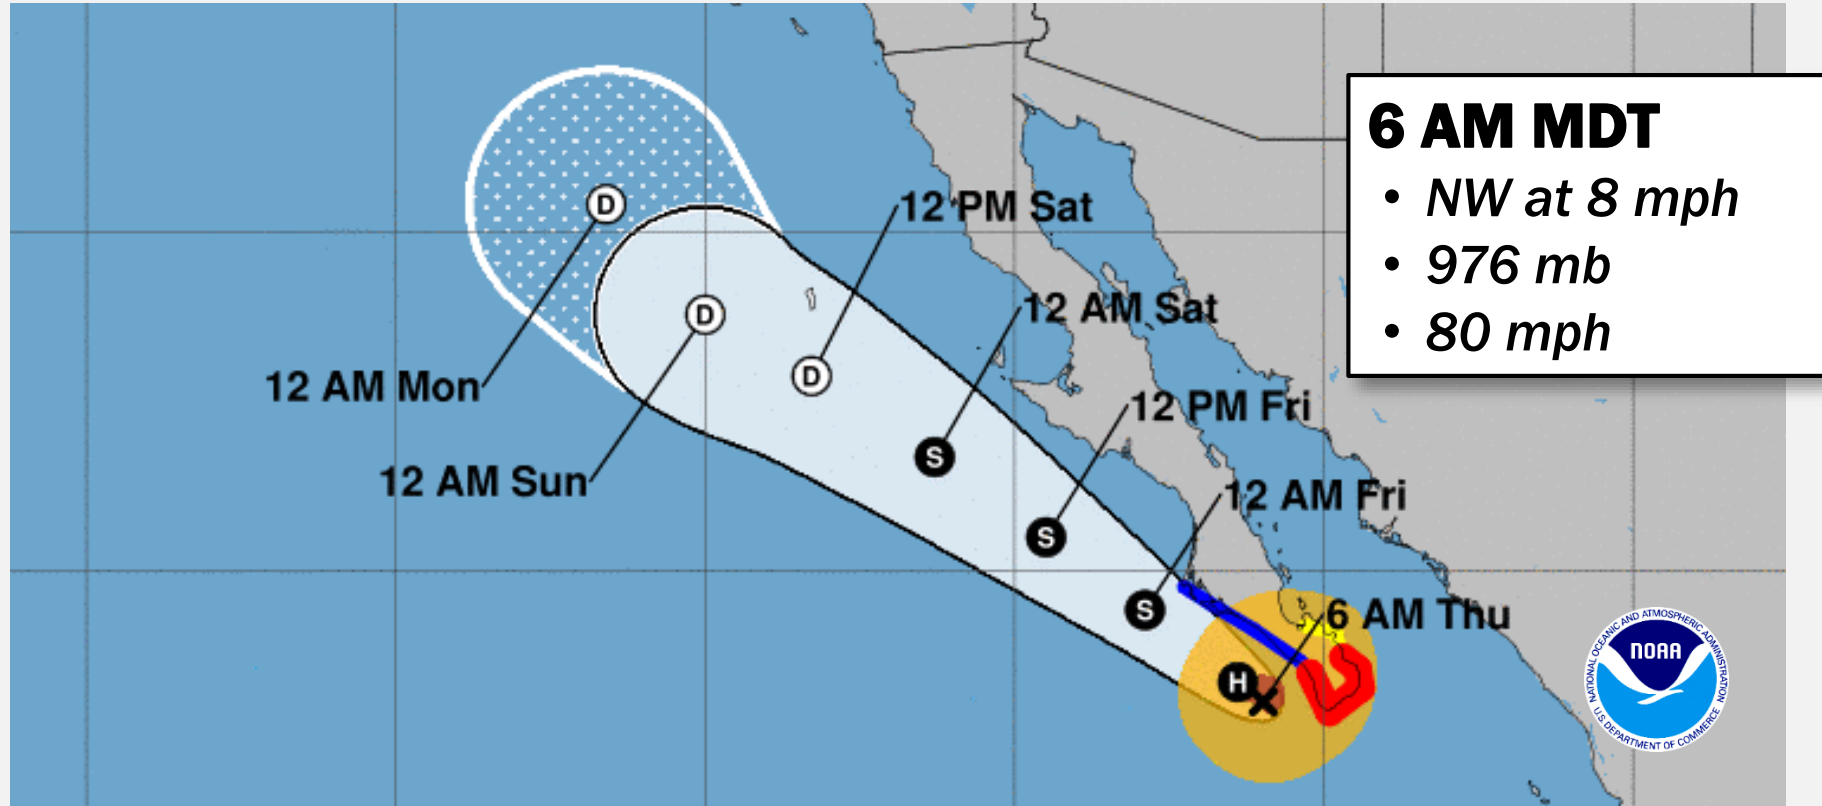 6 AM MDT
• NW at 8 mph
• 976 mb
• 80 mph
12 PM Sat
D
12 AM Sat
D
D
12 AM Mon
12 PM Fri
S
12 AM Sun
12 AM Fri
S
S
6 AM Thu
H
NATIONAL OCEANIC AND ATMOSPHERIC ADMINISTRATION
NOAA
U.S. DEPARTMENT OF COMMERCE